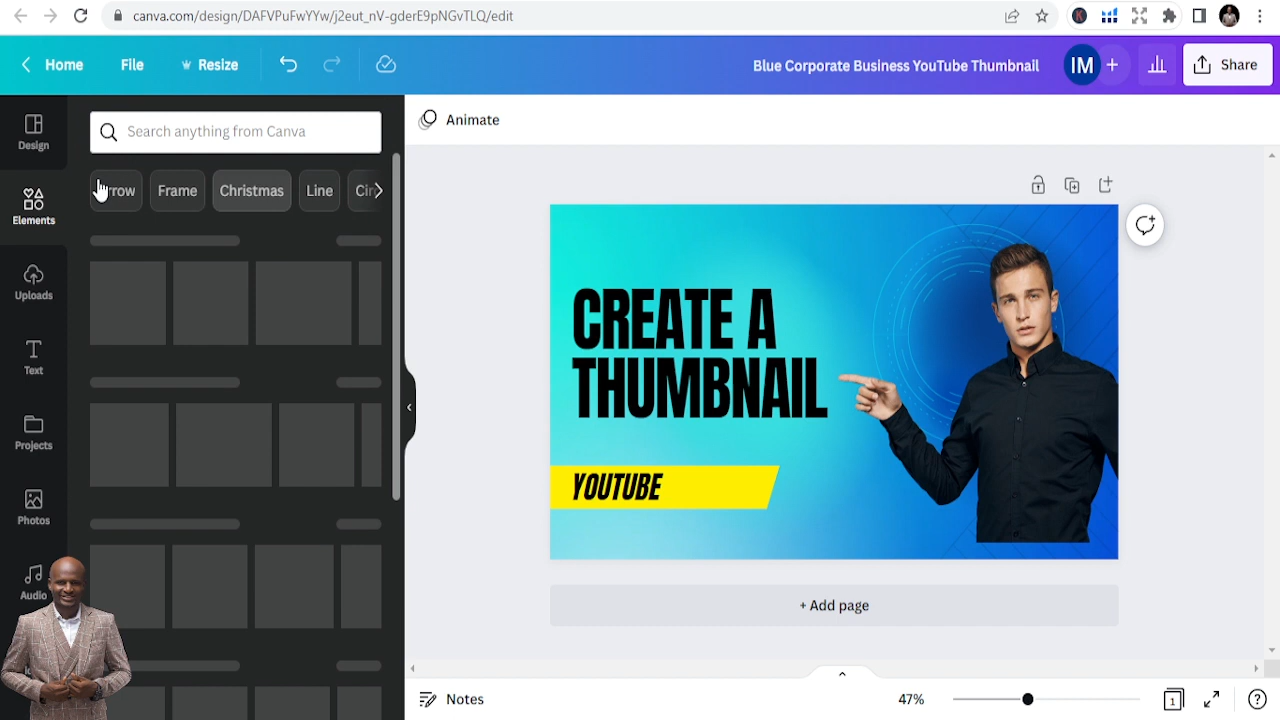 canva.com/design/DAFVPuFwYYw/j2eut_nV-gderE9pNGvTLQ/edit
Home
File
Resize
Blue Corporate Business YouTube Thumbnail
IM
+
Share
Design
Elements
Uploads
Text
Projects
Photos
Audio
Search anything from Canva
Frame
Christmas
Line
Animate
CREATE A
THUMBNAIL
YOUTUBE
+ Add page
Notes
47%
1
?